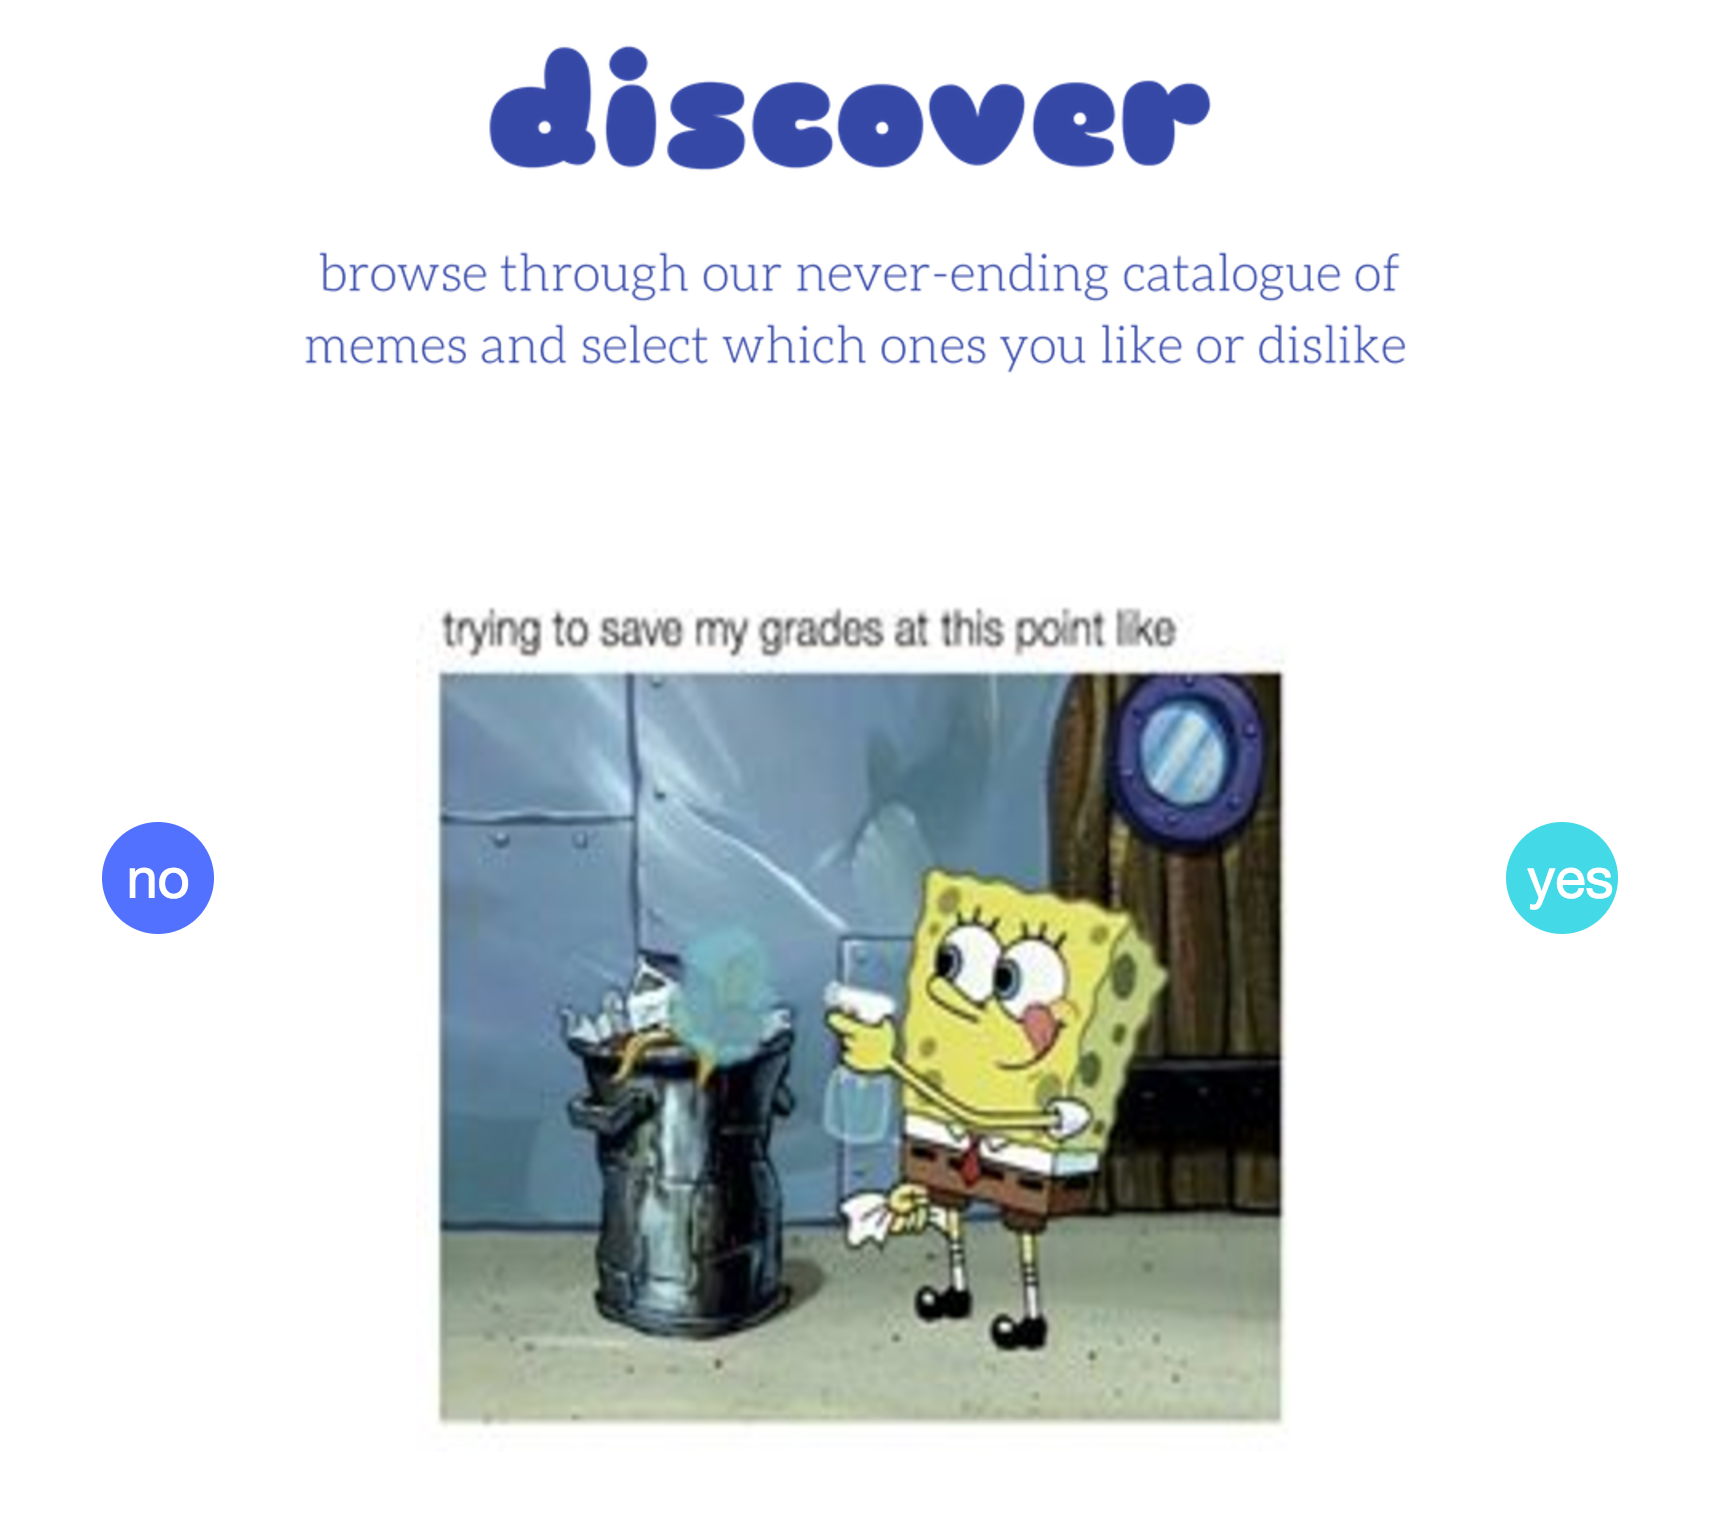 discover
browse through our never-ending catalogue of
memes and select which ones you like or dislike
trying to save my grades at this point like
no
yes